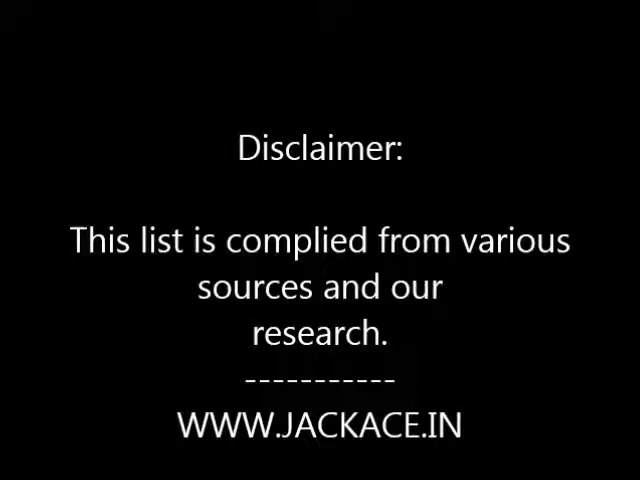 Disclaimer:
This list is complied from various
sources and our
research.
-----------
WWW.JACKACE.IN